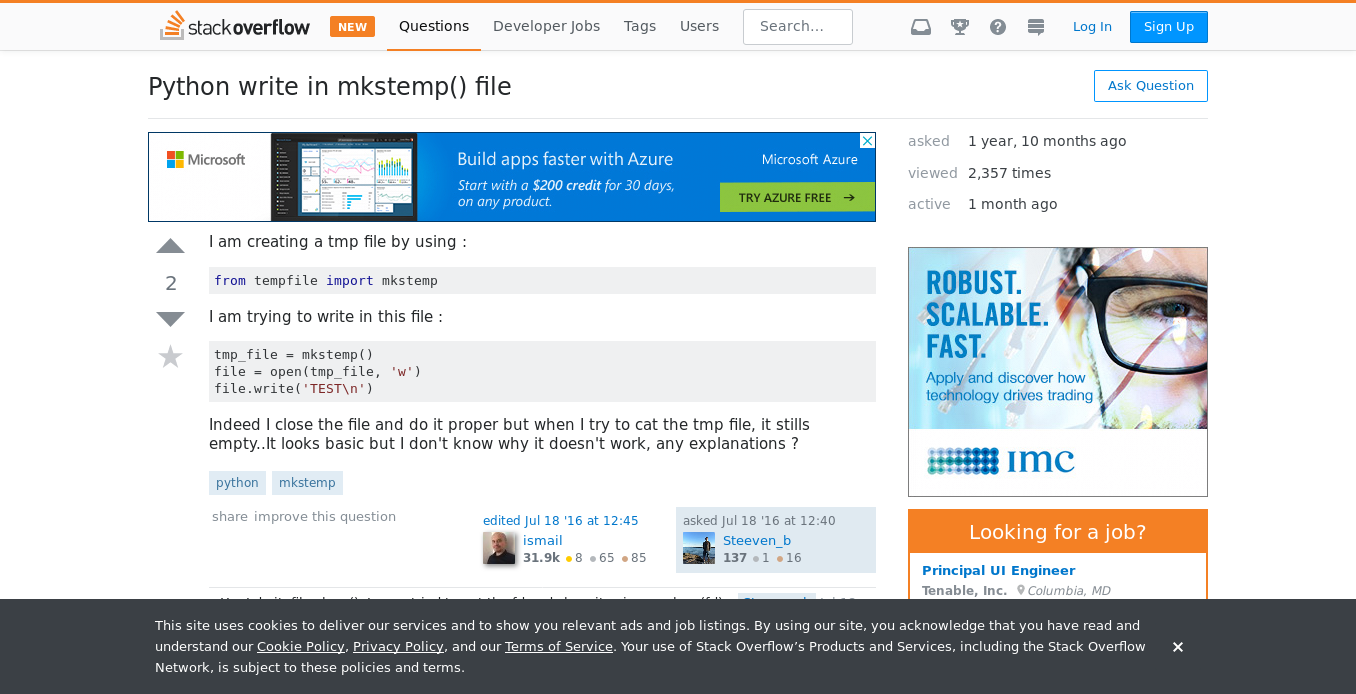 stackoverflow NEW Questions Developer Jobs Tags Users Search... Log In Sign Up
Python write in mkstemp() file
Ask Question
Microsoft
Build apps faster with Azure
Start with a $200 credit for 30 days,
on any product.
Microsoft Azure
TRY AZURE FREE →
asked 1 year, 10 months ago
viewed 2,357 times
active 1 month ago
2
I am creating a tmp file by using :
from tempfile import mkstemp
I am trying to write in this file :
tmp_file = mkstemp()
file = open(tmp_file, 'w')
file.write('TEST\n')
Indeed I close the file and do it proper but when I try to cat the tmp file, it stills
empty..It looks basic but I don't know why it doesn't work, any explanations ?
python mkstemp
share improve this question
edited Jul 18 '16 at 12:45
ismail
31.9k 8 65 85
asked Jul 18 '16 at 12:40
Steeven_b
137 1 16
ROBUST.
SCALABLE.
FAST.
Apply and discover how
technology drives trading
imc
Looking for a job?
Principal UI Engineer
Tenable, Inc. Columbia, MD
This site uses cookies to deliver our services and to show you relevant ads and job listings. By using our site, you acknowledge that you have read and
understand our Cookie Policy, Privacy Policy, and our Terms of Service. Your use of Stack Overflow’s Products and Services, including the Stack Overflow
Network, is subject to these policies and terms.